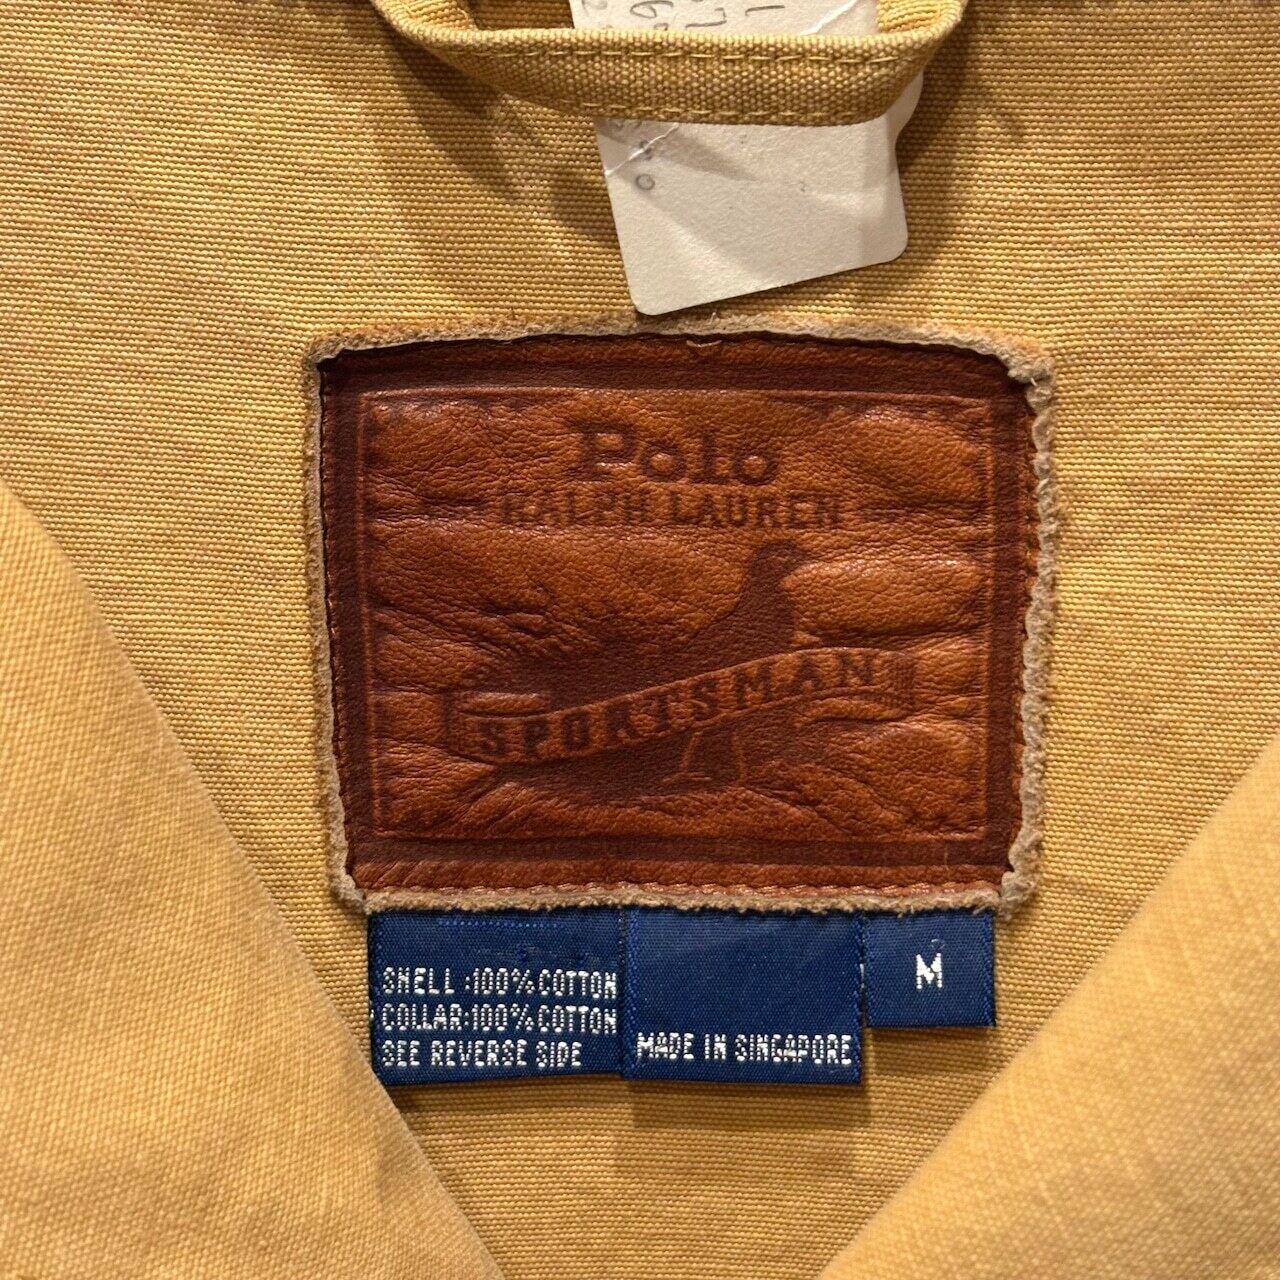 Polo
RALPH LAUREN
SPORTSMAN
SHELL :100% COTTON
COLLAR:100% COTTON
SEE REVERSE SIDE
MADE IN SINGAPORE
M